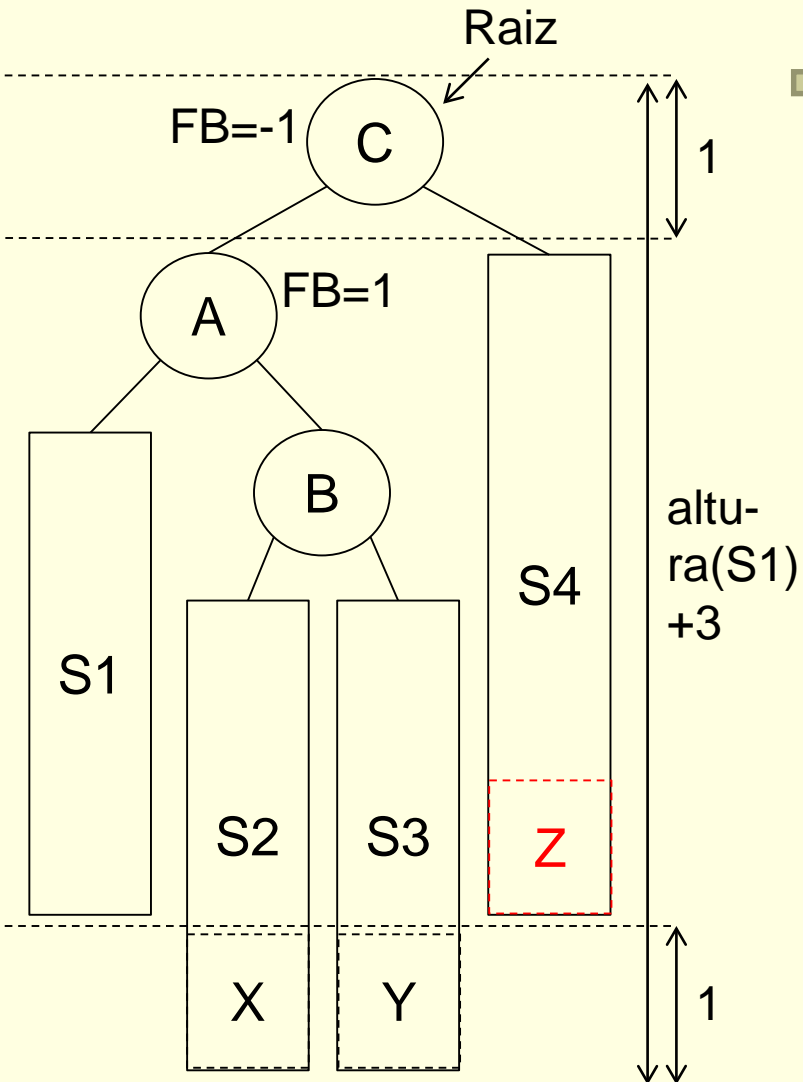 Raiz
FB=-1
C
1
A
FB=1
B
altu-
ra(S1)
+3
S4
S1
S2
S3
Z
X
Y
1